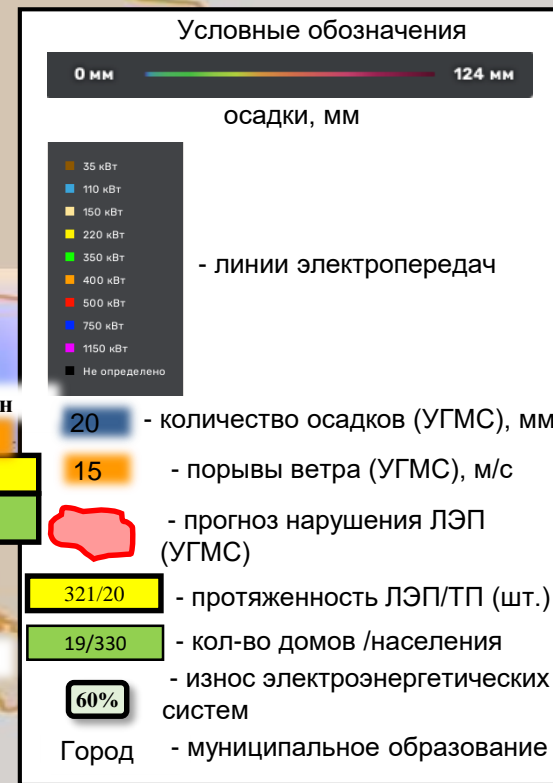 Условные обозначения
0 мм 124 мм
осадки, мм
35 кВт
110 кВт
150 кВт
220 кВт
350 кВт
400 кВт
500 кВт
750 кВт
1150 кВт
Не определено
- линии электропередач
н
20 - количество осадков (УГМС), мм
15 - порывы ветра (УГМС), м/с
- прогноз нарушения ЛЭП
(УГМС)
321/20 - протяженность ЛЭП/ТП (шт.)
19/330 - кол-во домов /населения
60% - износ электроэнергетических
систем
Город - муниципальное образование